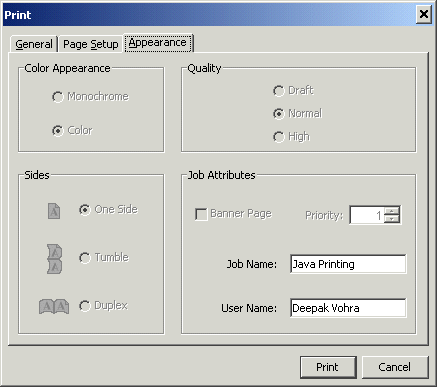 Print
General Page Setup Appearance
Color Appearance
Monochrome
Color
Quality
Draft
Normal
High
Sides
One Side
Tumble
Duplex
Job Attributes
Banner Page Priority: 1
Job Name: Java Printing
User Name: Deepak Vohra
Print Cancel